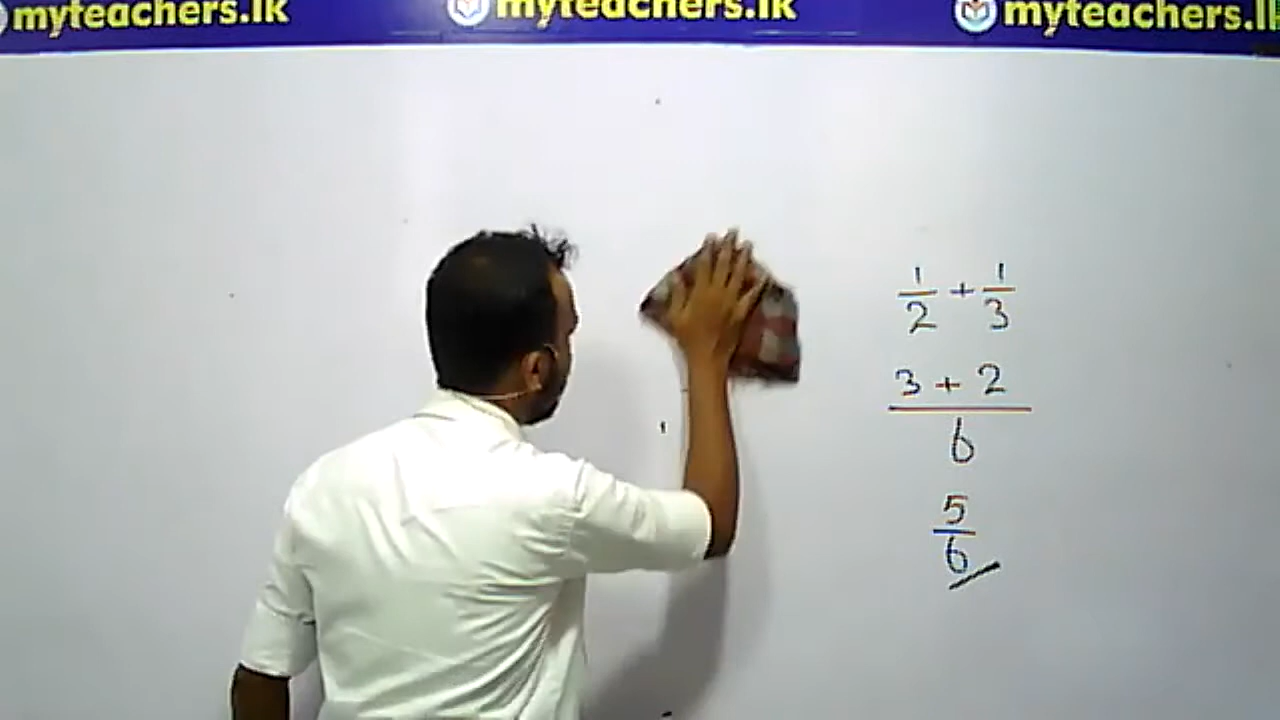 myteachers.lk myteachers.lk myteachers.lk
1/2 + 1/3
3 + 2
6
5/6